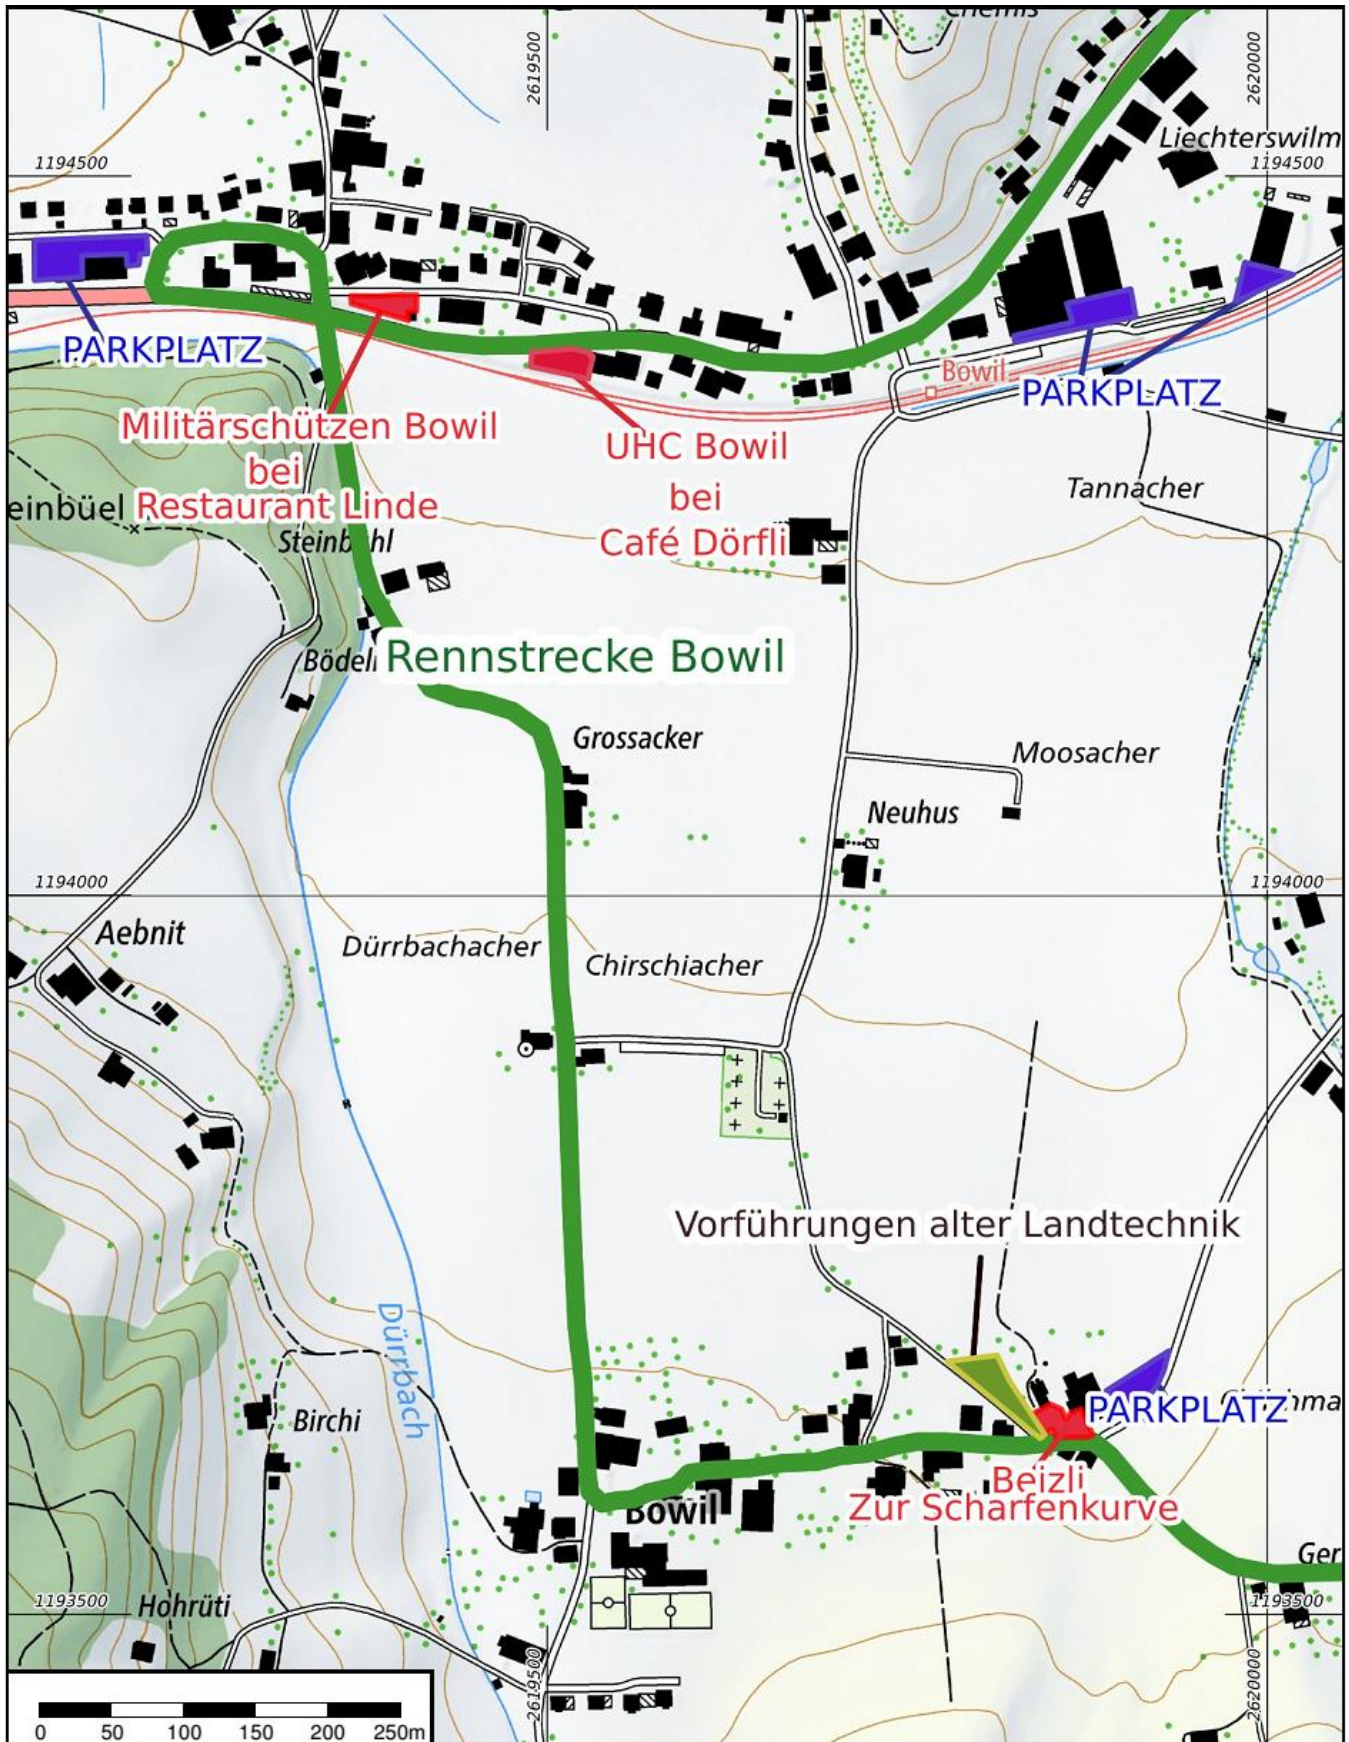 Chemis
2619500
2620000
Liechterswilm
1194500
1194500
PARKPLATZ
Bowil
PARKPLATZ
Militärschützen Bowil
bei
Restaurant Linde
UHC Bowil
bei
Café Dörfli
einbüel
Tannacher
Rennstrecke Bowil
Grossacker
Moosacher
Neuhus
1194000
1194000
Aebnit
Dürrbachacher
Chirschiacher
Vorführungen alter Landtechnik
Dürrbach
Birchi
PARKPLATZ
Beizli
Zur Scharfenkurve
Bowil
Ger
1193500
1193500
Hohrüti
2619500
2620000
0 50 100 150 200 250m